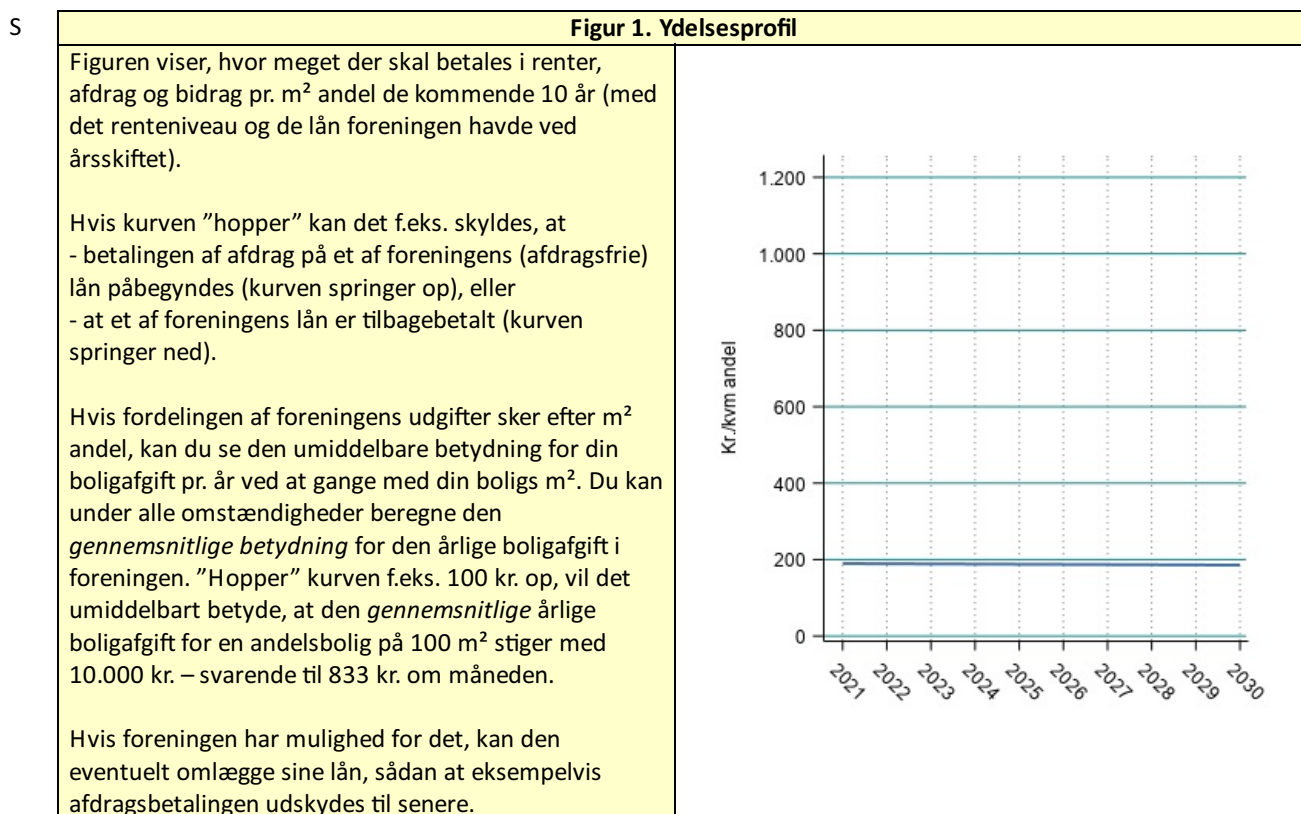 S
Figur 1. Ydelsesprofil
Figuren viser, hvor meget der skal betales i renter,
afdrag og bidrag pr. m² andel de kommende 10 år (med
det renteniveau og de lån foreningen havde ved
årsskiftet).
Hvis kurven ”hopper” kan det f.eks. skyldes, at
- betalingen af afdrag på et af foreningens (afdragsfrie)
lån påbegyndes (kurven springer op), eller
- at et af foreningens lån er tilbagebetalt (kurven
springer ned).
Hvis fordelingen af foreningens udgifter sker efter m²
andel, kan du se den umiddelbare betydning for din
boligafgift pr. år ved at gange med din boligs m². Du kan
under alle omstændigheder beregne den
gennemsnitlige betydning for den årlige boligafgift i
foreningen. ”Hopper” kurven f.eks. 100 kr. op, vil det
umiddelbart betyde, at den gennemsnitlige årlige
boligafgift for en andelsbolig på 100 m² stiger med
10.000 kr. – svarende til 833 kr. om måneden.
Hvis foreningen har mulighed for det, kan den
eventuelt omlægge sine lån, sådan at eksempelvis
afdragsbetalingen udskydes til senere.
Kr./kvm andel
1.200
1.000
800
600
400
200
0
2021
2022
2023
2024
2025
2026
2027
2028
2029
2030